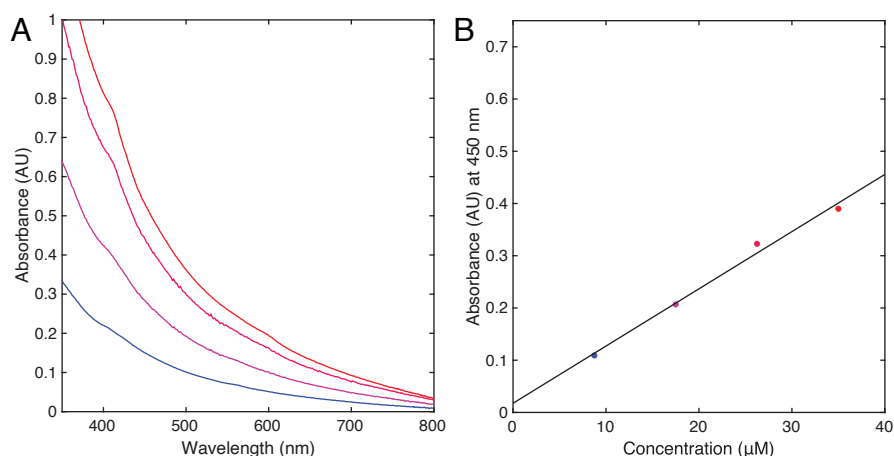 A
1
0.9
0.8
0.7
0.6
0.5
0.4
0.3
0.2
0.1
0
Absorbance (AU)
400 500 600 700 800
Wavelength (nm)
B
0.7
0.6
0.5
0.4
0.3
0.2
0.1
0
Absorbance (AU) at 450 nm
0 10 20 30 40
Concentration (µM)